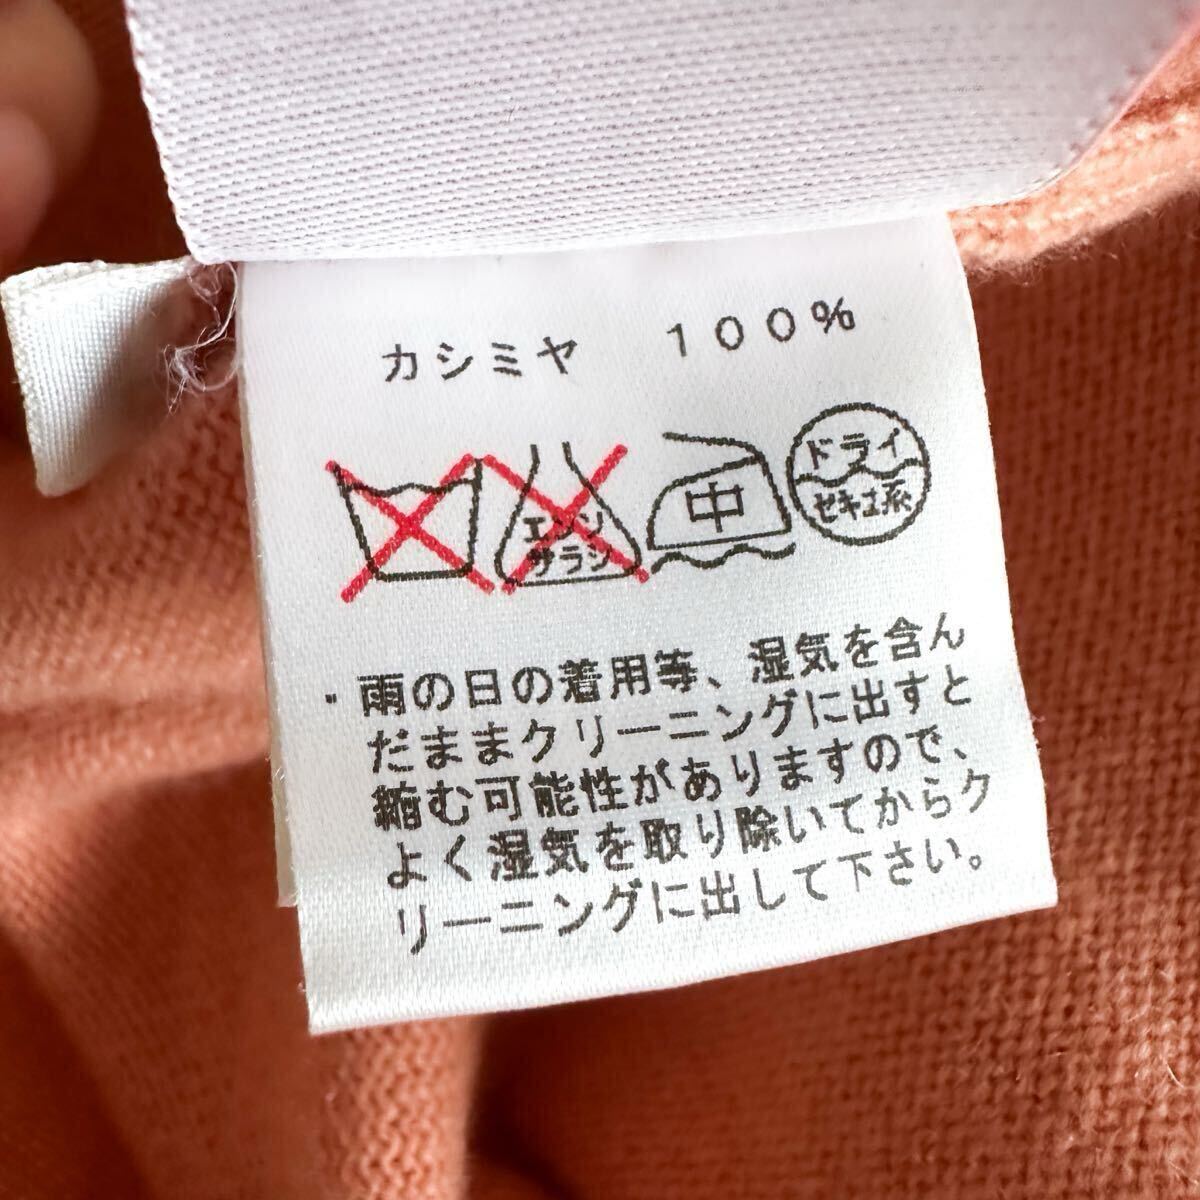 カシミヤ　１００％
エンソ
サラシ
中
ドライ
セキユ系
・雨の日の着用等、湿気を含ん
だままクリーニングに出すと
縮む可能性がありますので、
よく湿気を取り除いてからク
リーニングに出して下さい。